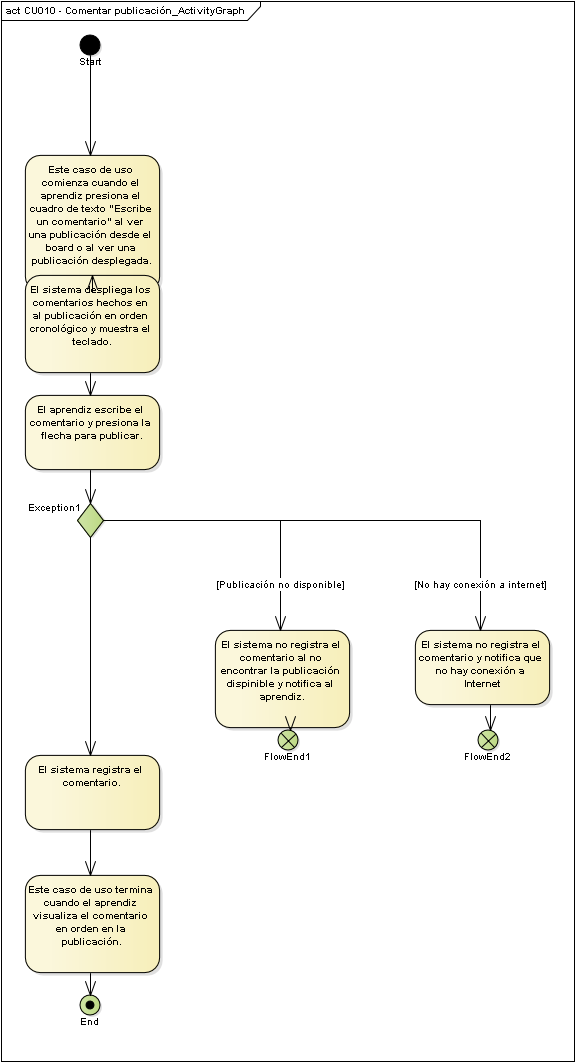 act CU010 - Comentar publicación_ActivityGraph
Start
Este caso de uso
comienza cuando el
aprendiz presiona el
cuadro de texto "Escribe
un comentario" al ver
una publicación desde el
board o al ver una
publicación desplegada.
El sistema despliega los
comentarios hechos en
al publicación en orden
cronológico y muestra el
teclado.
El aprendiz escribe el
comentario y presiona la
flecha para publicar.
Exception1
[Publicación no disponible]
[No hay conexión a internet]
El sistema no registra el
comentario al no
encontrar la publicación
dispinible y notifica al
aprendiz.
El sistema no registra el
comentario y notifica que
no hay conexión a
Internet
FlowEnd1
FlowEnd2
El sistema registra el
comentario.
Este caso de uso termina
cuando el aprendiz
visualiza el comentario
en orden en la
publicación.
End